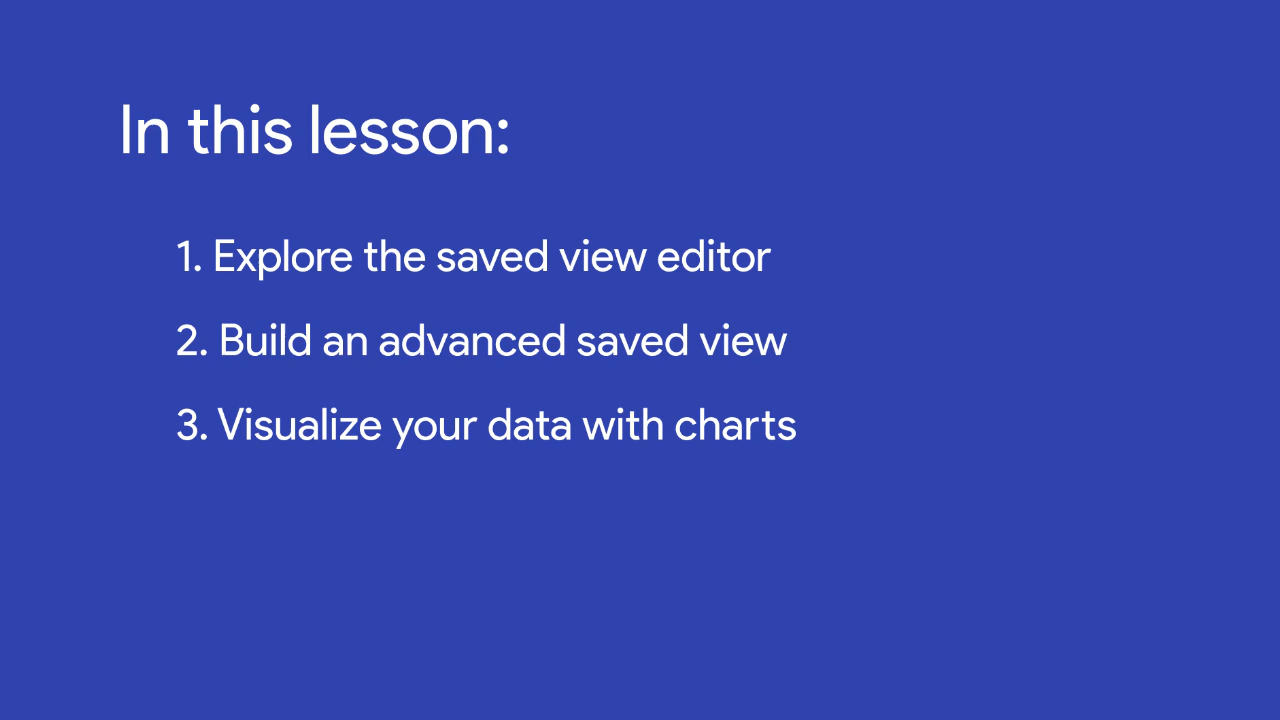 In this lesson:
1. Explore the saved view editor
2. Build an advanced saved view
3. Visualize your data with charts